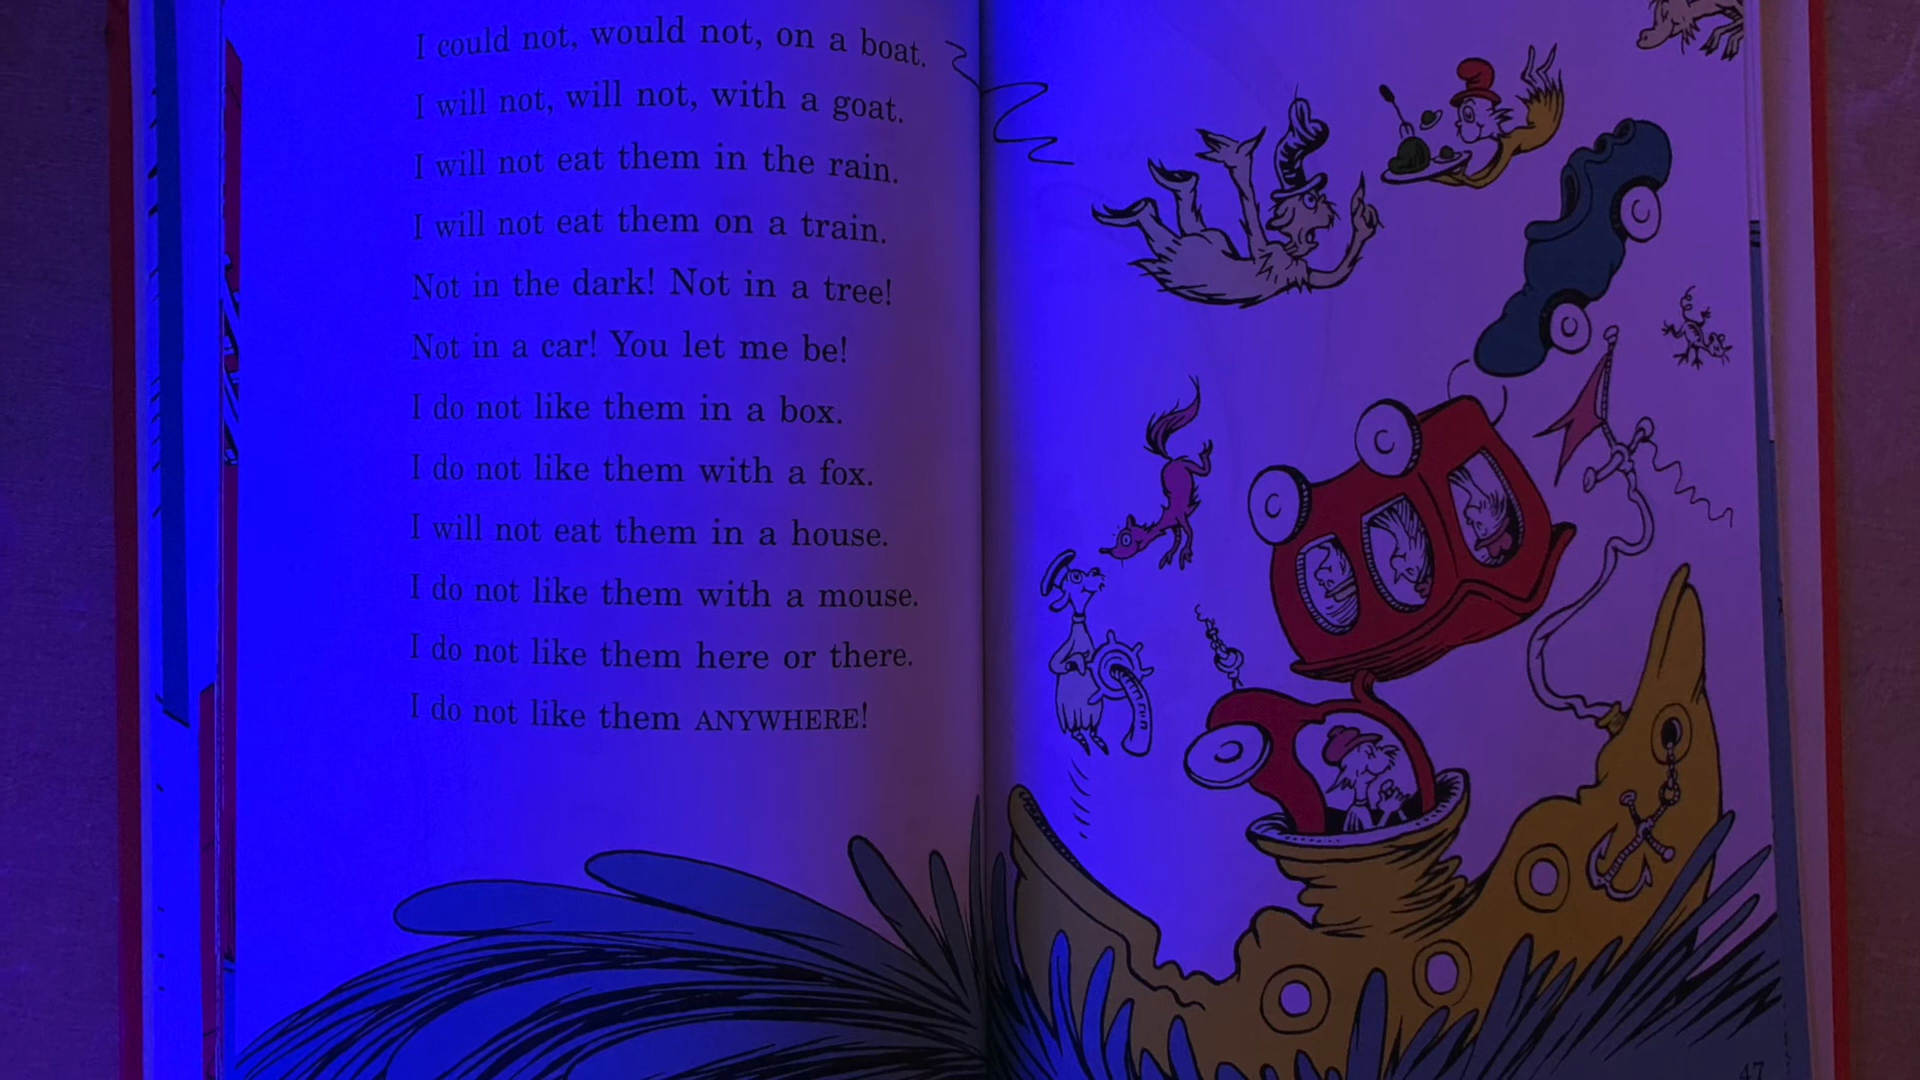 I could not, would not, on a boat.
I will not, will not, with a goat.
I will not eat them in the rain.
I will not eat them on a train.
Not in the dark! Not in a tree!
Not in a car! You let me be!
I do not like them in a box.
I do not like them with a fox.
I will not eat them in a house.
I do not like them with a mouse.
I do not like them here or there.
I do not like them ANYWHERE!
47